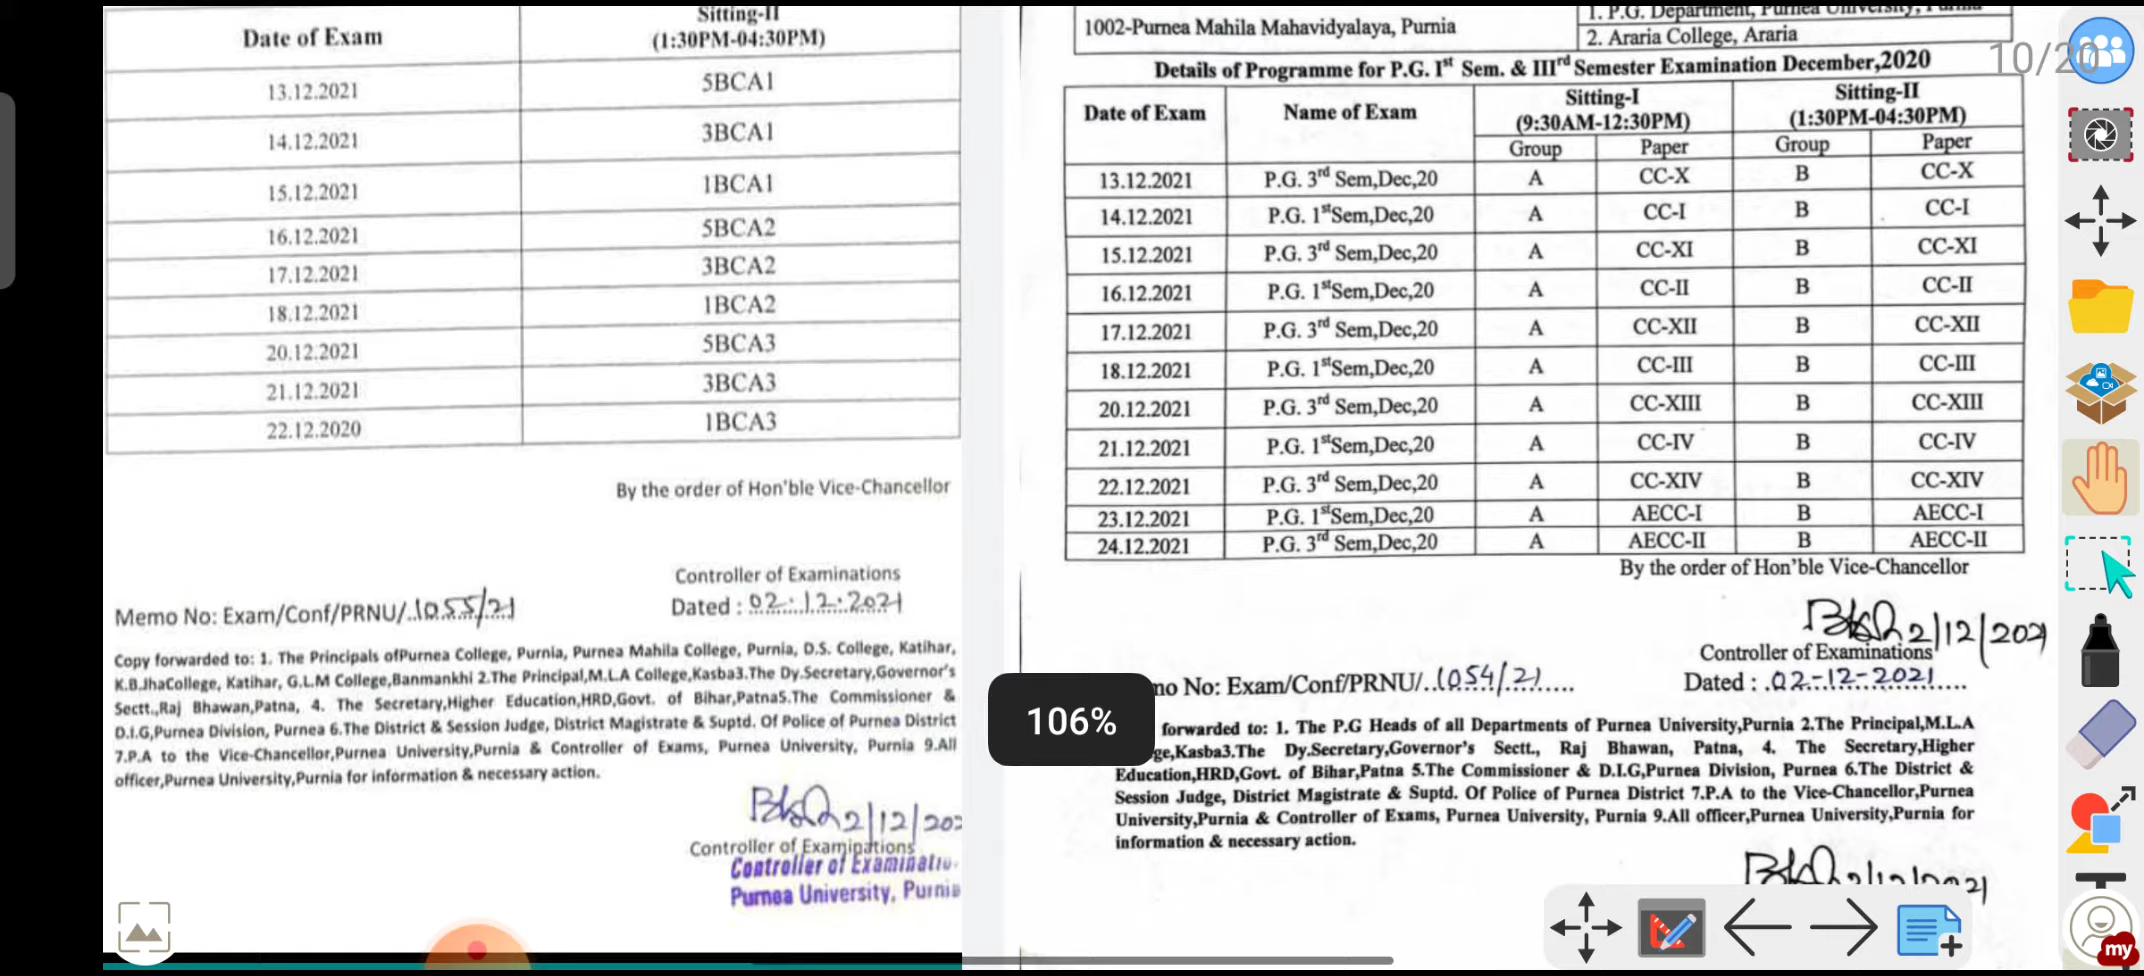 Date of Exam
Sitting-II
(1:30PM-04:30PM)
13.12.2021 5BCA1
14.12.2021 3BCA1
15.12.2021 1BCA1
16.12.2021 5BCA2
17.12.2021 3BCA2
18.12.2021 1BCA2
20.12.2021 5BCA3
21.12.2021 3BCA3
22.12.2020 1BCA3
By the order of Hon'ble Vice-Chancellor
Controller of Examinations
Memo No: Exam/Conf/PRNU/..1055/21
Dated : 02.12.2021
Copy forwarded to: 1. The Principals ofPurnea College, Purnia, Purnea Mahila College, Purnia, D.S. College, Katihar,
K.B.JhaCollege, Katihar, G.L.M College,Banmankhi 2.The Principal,M.L.A College,Kasba3.The Dy.Secretary,Governor's
Sectt.,Raj Bhawan,Patna, 4. The Secretary,Higher Education,HRD,Govt. of Bihar,Patna5.The Commissioner &
D.I.G,Purnea Division, Purnea 6.The District & Session Judge, District Magistrate & Suptd. Of Police of Purnea District
7.P.A to the Vice-Chancellor,Purnea University,Purnia & Controller of Exams, Purnea University, Purnia 9.All
officer,Purnea University,Purnia for information & necessary action.
2/12/202
Controller of Examinations
Controller of Examinatio
Purnea University, Purnia
1002-Purnea Mahila Mahavidyalaya, Purnia
1. P.G. Department, Purnea University, Purnia
2. Araria College, Araria
Details of Programme for P.G. Ist Sem. & IIIrd Semester Examination December,2020
Date of Exam Name of Exam Sitting-I Sitting-II
(9:30AM-12:30PM) (1:30PM-04:30PM)
Group Paper Group Paper
13.12.2021 P.G. 3rd Sem,Dec,20 A CC-X B CC-X
14.12.2021 P.G. 1stSem,Dec,20 A CC-I B CC-I
15.12.2021 P.G. 3rd Sem,Dec,20 A CC-XI B CC-XI
16.12.2021 P.G. 1stSem,Dec,20 A CC-II B CC-II
17.12.2021 P.G. 3rd Sem,Dec,20 A CC-XII B CC-XII
18.12.2021 P.G. 1stSem,Dec,20 A CC-III B CC-III
20.12.2021 P.G. 3rd Sem,Dec,20 A CC-XIII B CC-XIII
21.12.2021 P.G. 1stSem,Dec,20 A CC-IV B CC-IV
22.12.2021 P.G. 3rd Sem,Dec,20 A CC-XIV B CC-XIV
23.12.2021 P.G. 1stSem,Dec,20 A AECC-I B AECC-I
24.12.2021 P.G. 3rd Sem,Dec,20 A AECC-II B AECC-II
By the order of Hon'ble Vice-Chancellor
2/12/2021
Controller of Examinations
no No: Exam/Conf/PRNU/..1054/21......
Dated : .02-12-2021......
forwarded to: 1. The P.G Heads of all Departments of Purnea University,Purnia 2.The Principal,M.L.A
ge,Kasba3.The Dy.Secretary,Governor's Sectt., Raj Bhawan, Patna, 4. The Secretary,Higher
Education,HRD,Govt. of Bihar,Patna 5.The Commissioner & D.I.G,Purnea Division, Purnea 6.The District &
Session Judge, District Magistrate & Suptd. Of Police of Purnea District 7.P.A to the Vice-Chancellor,Purnea
University,Purnia & Controller of Exams, Purnea University, Purnia 9.All officer,Purnea University,Purnia for
information & necessary action.
10/20
106%
my